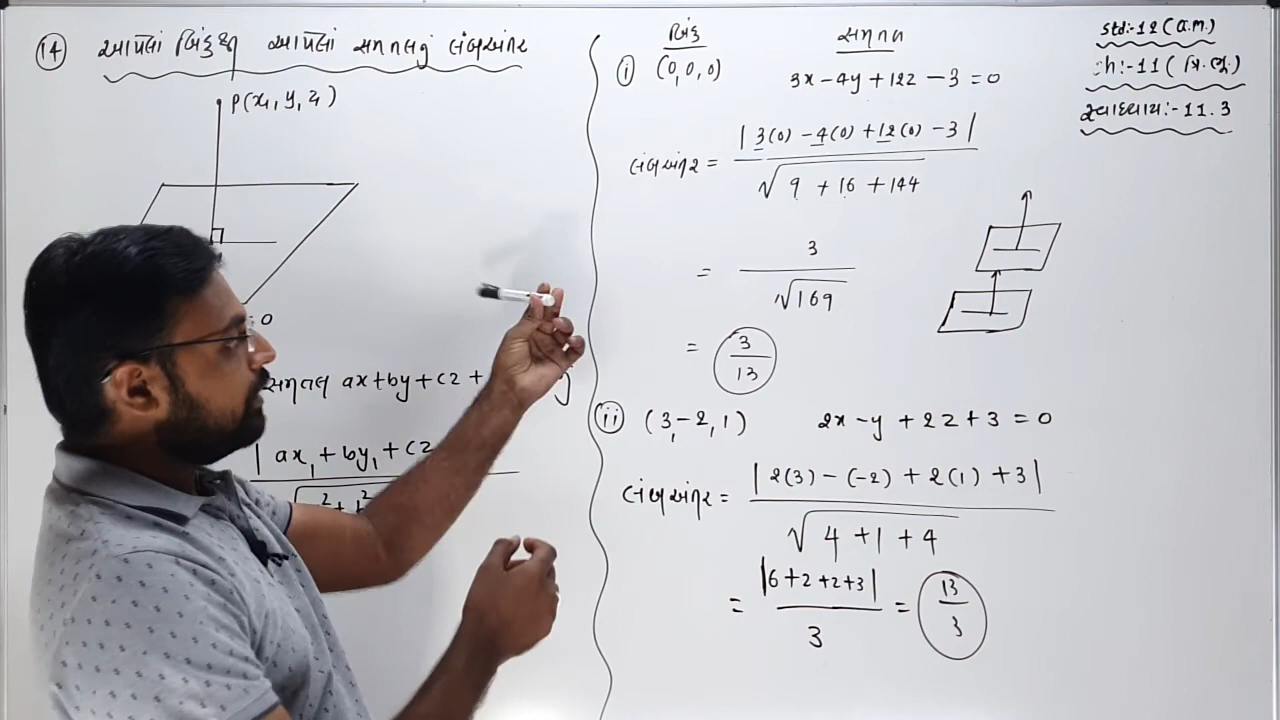 14 આપેલાં બિંદુનું આપેલાં સમતલનું લંબઅંતર
P(x₁, y₁ z₁)
= 0
સમતલ ax+by+cz +
| ax₁ + by₁ + cz
બિંદુ સમતલ
i (0, 0, 0) 3x - 4y + 12z - 3 = 0
લંબઅંતર = | 3(0) - 4(0) + 12(0) - 3 |
√ 9 + 16 + 144
= 3
√169
= 3
13
ii (3, -2, 1) 2x - y + 2z + 3 = 0
લંબઅંતર = | 2(3) - (-2) + 2(1) + 3 |
√ 4 + 1 + 4
= |6 + 2 + 2 + 3| = 13
3 3
Std:- 12 (G.M.)
ch:- 11 ( ત્રિ. ભૂ. )
સ્વાધ્યાય:- 11.3